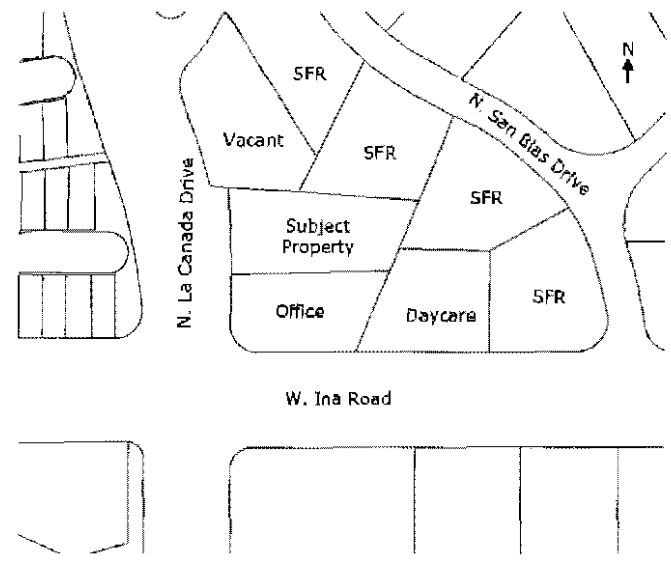 N
SFR
N. San Blas Drive
Vacant
SFR
SFR
N. La Canada Drive
Subject
Property
SFR
Office
Daycare
W. Ina Road